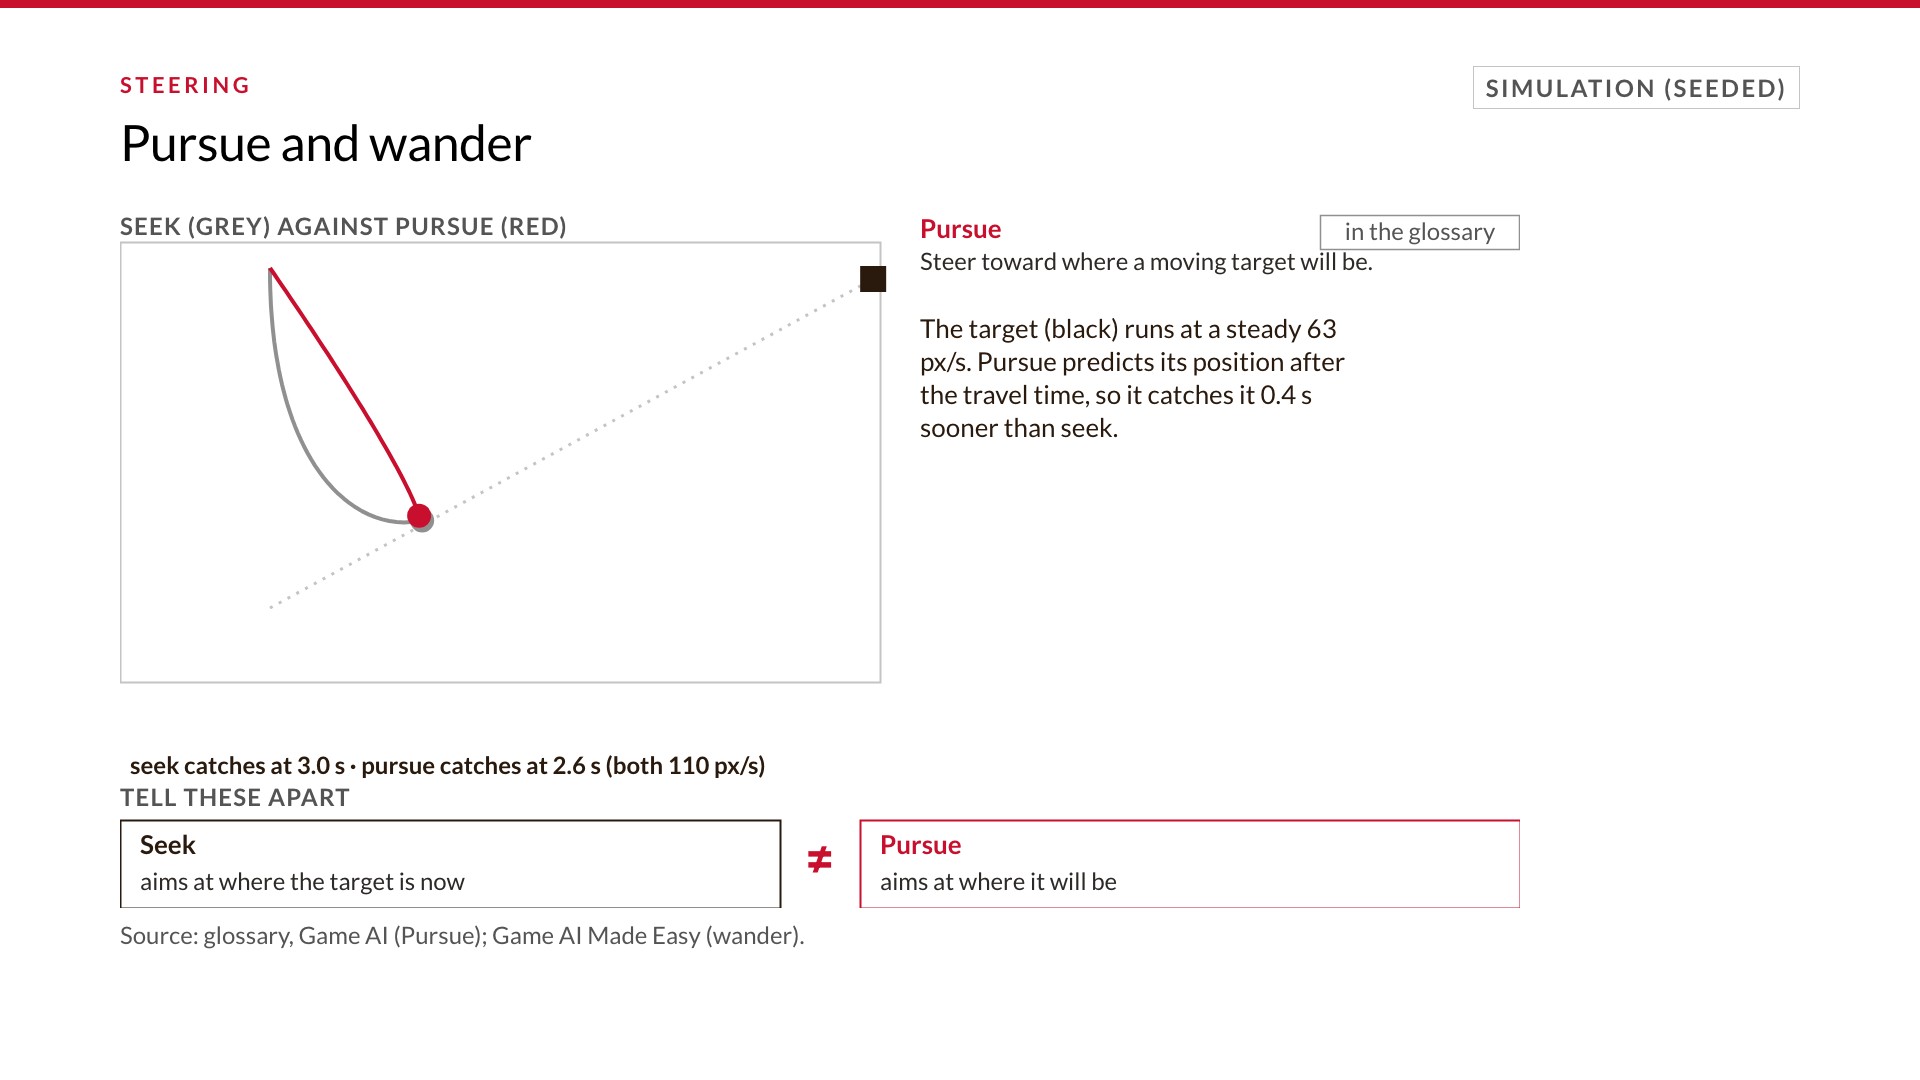 STEERING
SIMULATION (SEEDED)
Pursue and wander
SEEK (GREY) AGAINST PURSUE (RED)
Pursue
in the glossary
Steer toward where a moving target will be.
The target (black) runs at a steady 63
px/s. Pursue predicts its position after
the travel time, so it catches it 0.4 s
sooner than seek.
seek catches at 3.0 s · pursue catches at 2.6 s (both 110 px/s)
TELL THESE APART
Seek
aims at where the target is now
≠
Pursue
aims at where it will be
Source: glossary, Game AI (Pursue); Game AI Made Easy (wander).